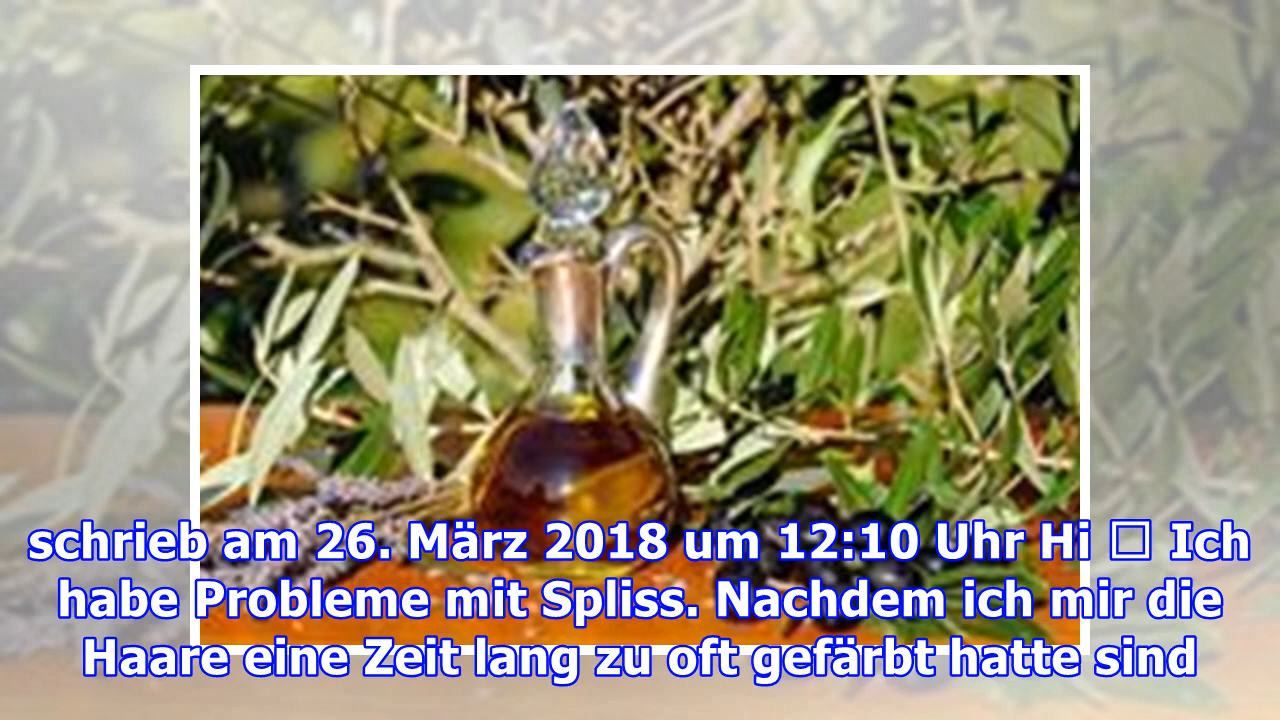 schrieb am 26. März 2018 um 12:10 Uhr Hi □ Ich
habe Probleme mit Spliss. Nachdem ich mir die
Haare eine Zeit lang zu oft gefärbt hatte sind